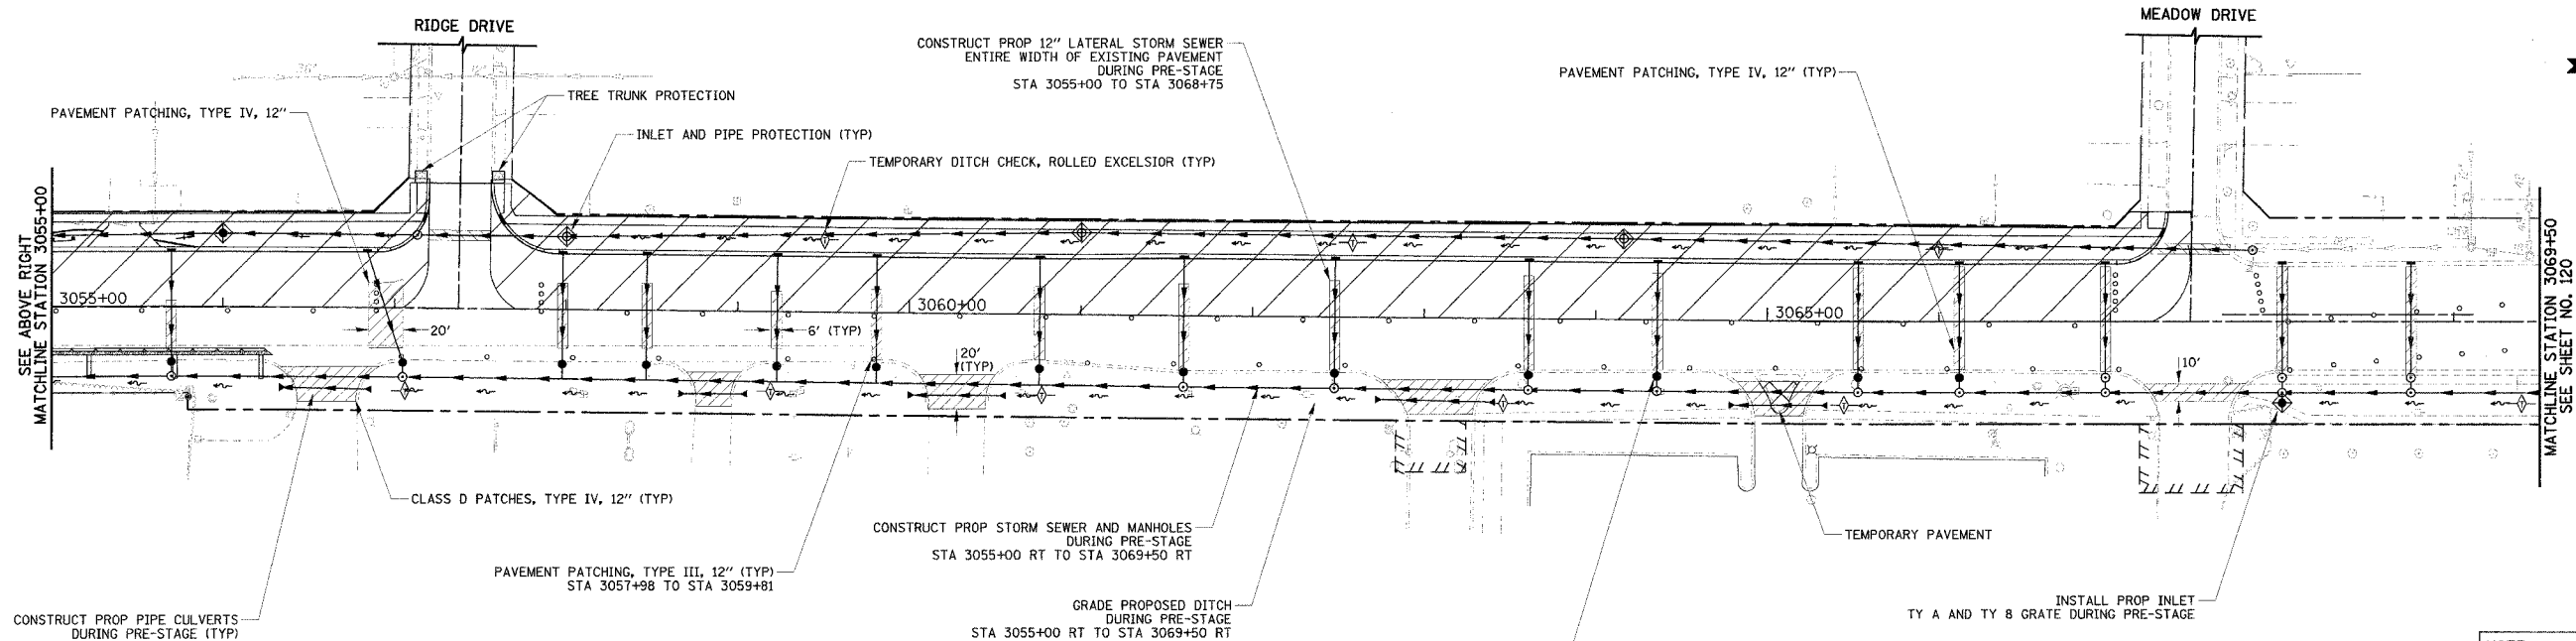 RIDGE DRIVE
MEADOW DRIVE
CONSTRUCT PROP 12" LATERAL STORM SEWER
ENTIRE WIDTH OF EXISTING PAVEMENT
DURING PRE-STAGE
STA 3055+00 TO STA 3068+75
PAVEMENT PATCHING, TYPE IV, 12" (TYP)
TREE TRUNK PROTECTION
PAVEMENT PATCHING, TYPE IV, 12"
INLET AND PIPE PROTECTION (TYP)
TEMPORARY DITCH CHECK, ROLLED EXCELSIOR (TYP)
SEE ABOVE RIGHT
MATCHLINE STATION 3055+00
3055+00
3060+00
3065+00
20'
6' (TYP)
20'
(TYP)
10'
MATCHLINE STATION 3069+50
SEE SHEET NO. 120
CLASS D PATCHES, TYPE IV, 12" (TYP)
CONSTRUCT PROP STORM SEWER AND MANHOLES
DURING PRE-STAGE
STA 3055+00 RT TO STA 3069+50 RT
TEMPORARY PAVEMENT
PAVEMENT PATCHING, TYPE III, 12" (TYP)
STA 3057+98 TO STA 3059+81
GRADE PROPOSED DITCH
DURING PRE-STAGE
STA 3055+00 RT TO STA 3069+50 RT
INSTALL PROP INLET
TY A AND TY 8 GRATE DURING PRE-STAGE
CONSTRUCT PROP PIPE CULVERTS
DURING PRE-STAGE (TYP)